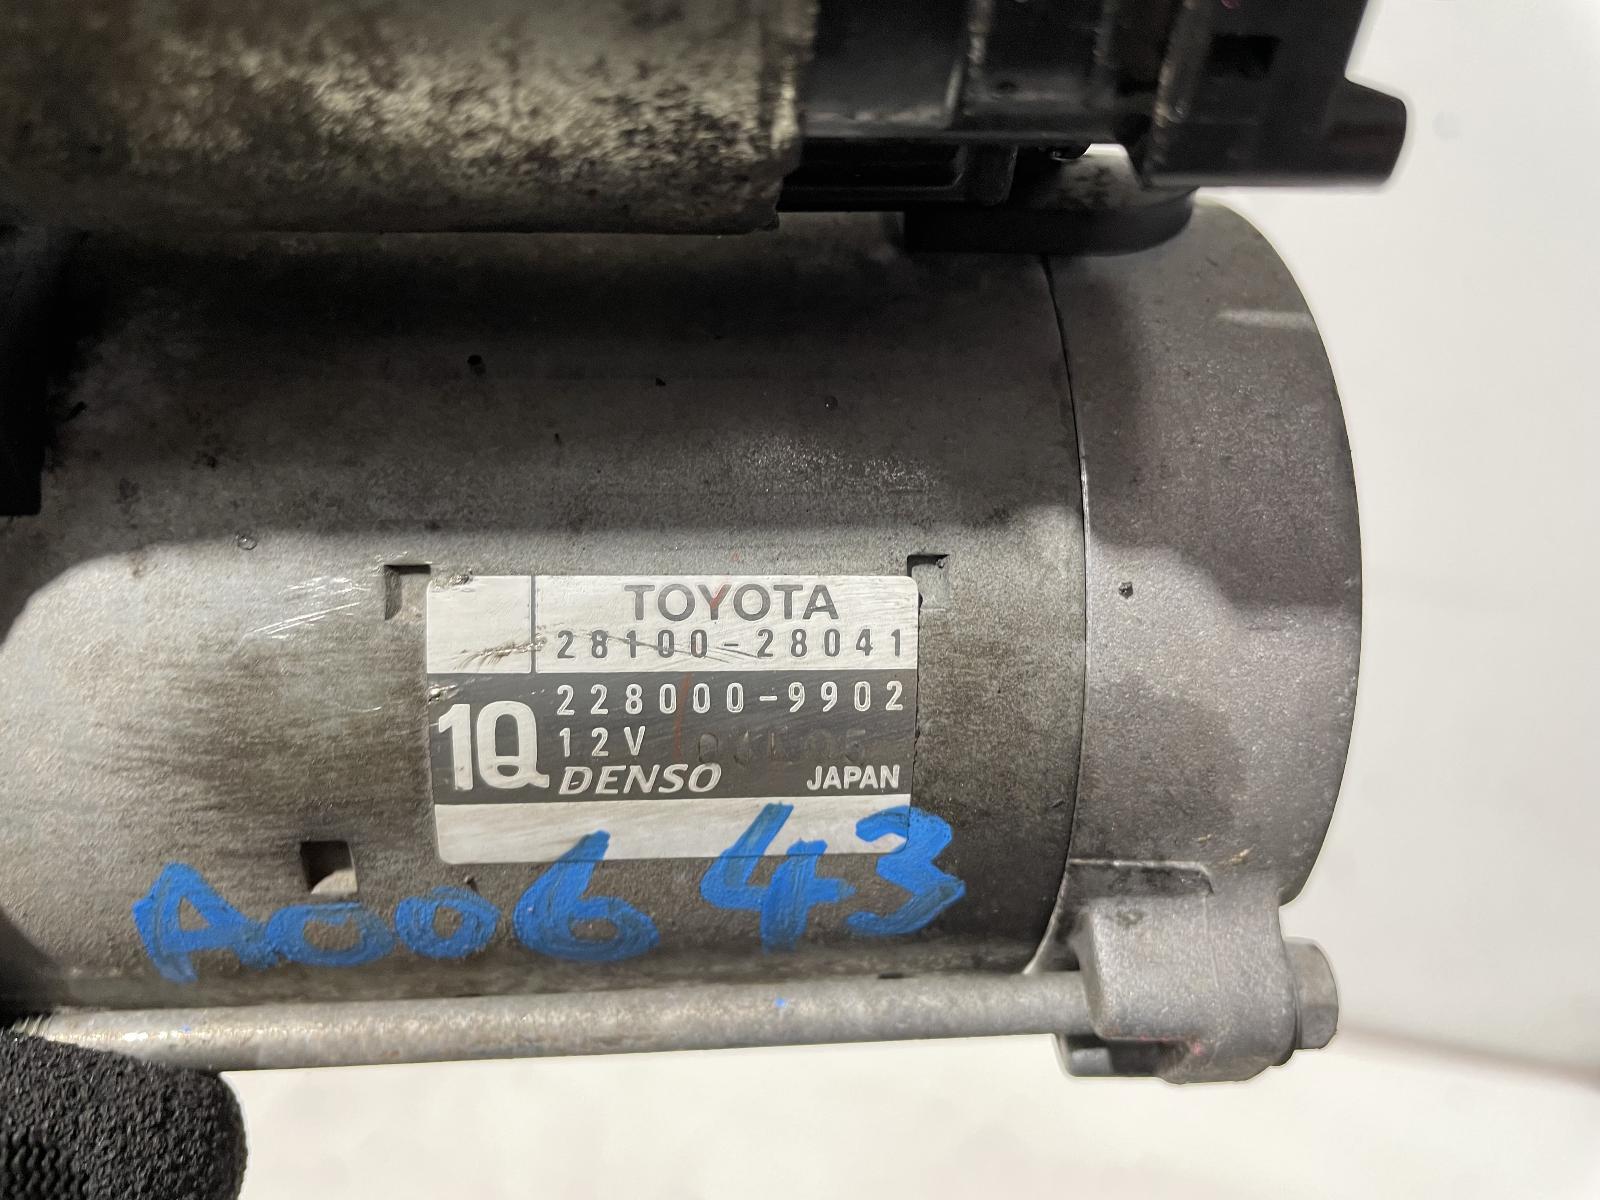 TOYOTA
28100-28041
228000-9902
1Q
12V
DENSO JAPAN
A006 43